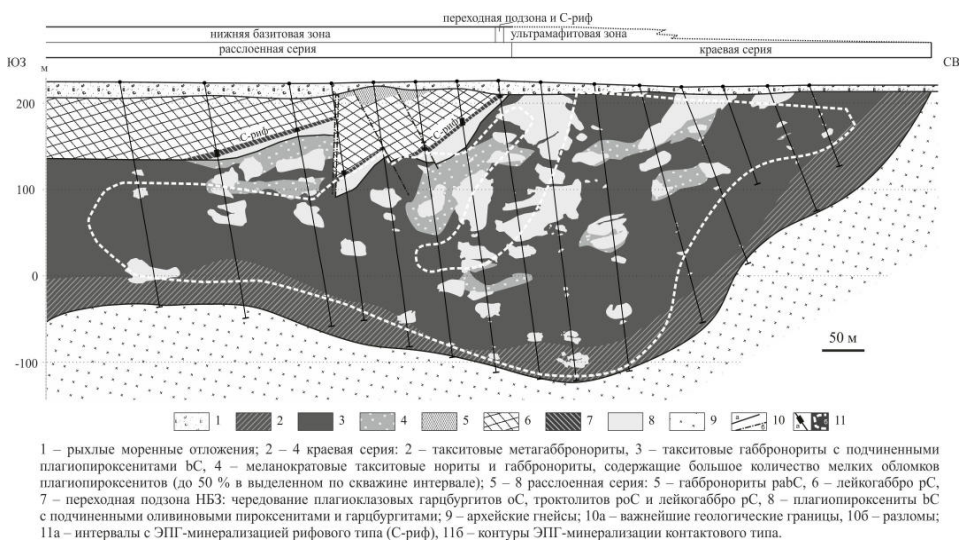 переходная подзона и С-риф
нижняя базитовая зона
ультрамафитовая зона
расслоенная серия
краевая серия
ЮЗ
м
СВ
200
С-риф
С-риф
100
0
-100
50 м
1 2 3 4 5 6 7 8 9 10 11
а
б
а
б
1 – рыхлые моренные отложения; 2 – 4 краевая серия: 2 – такситовые метагаббронориты, 3 – такситовые габбронориты с подчиненными
плагиопироксенитами bC, 4 – меланократовые такситовые нориты и габбронориты, содержащие большое количество мелких обломков
плагиопироксенитов (до 50 % в выделенном по скважине интервале); 5 – 8 расслоенная серия: 5 – габбронориты pabC, 6 – лейкогаббро pC,
7 – переходная подзона НБЗ: чередование плагиоклазовых гарцбургитов oC, троктолитов poC и лейкогаббро pC, 8 – плагиопироксениты bC
с подчиненными оливиновыми пироксенитами и гарцбургитами; 9 – архейские гнейсы; 10а – важнейшие геологические границы, 10б – разломы;
11а – интервалы с ЭПГ-минерализацией рифового типа (С-риф), 11б – контуры ЭПГ-минерализации контактового типа.